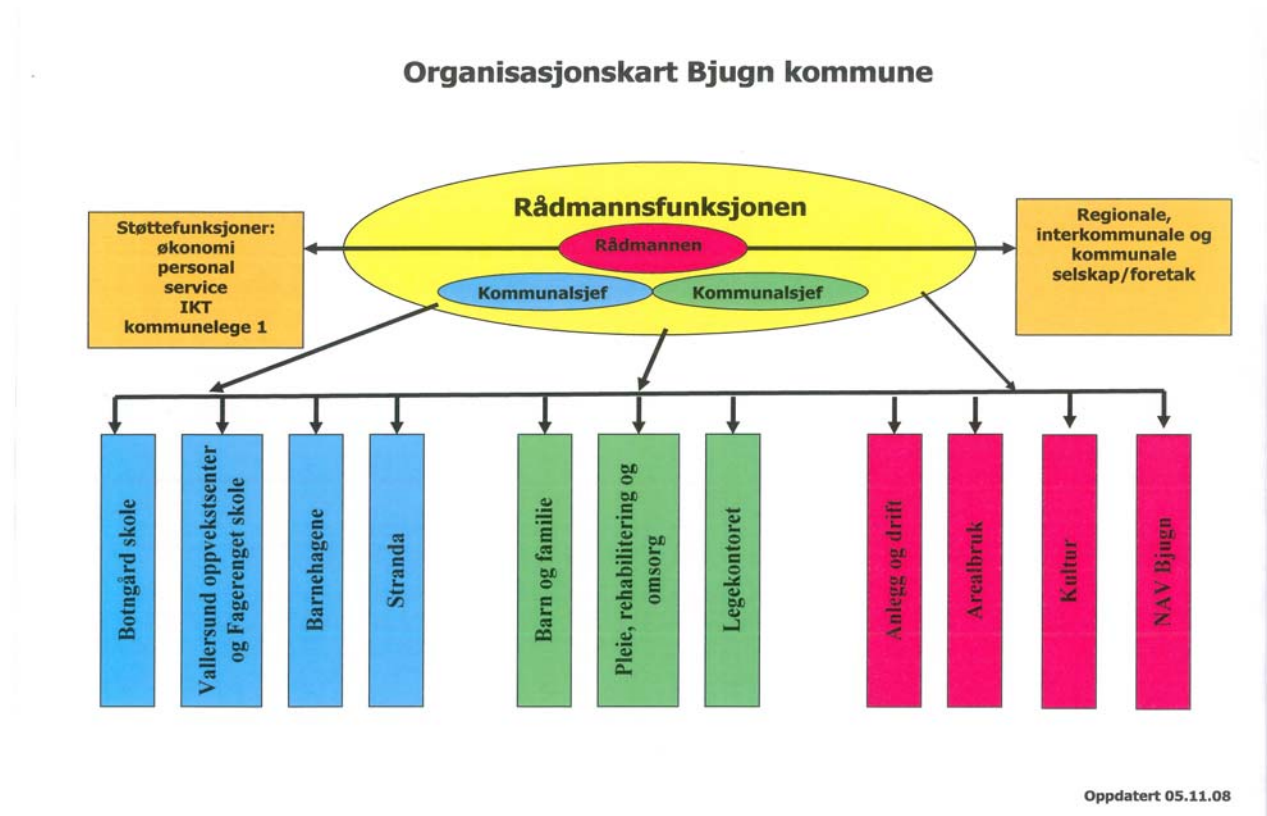 Organisasjonskart Bjugn kommune
Rådmannsfunksjonen
Rådmannen
Kommunalsjef
Kommunalsjef
Støttefunksjoner:
økonomi
personal
service
IKT
kommunelege 1
Regionale,
interkommunale og
kommunale
selskap/foretak
Botngård skole
Vallersund oppvekstsenter
og Fagerenget skole
Barnehagene
Stranda
Barn og familie
Pleie, rehabilitering og
omsorg
Legekontoret
Anlegg og drift
Arealbruk
Kultur
NAV Bjugn
Oppdatert 05.11.08